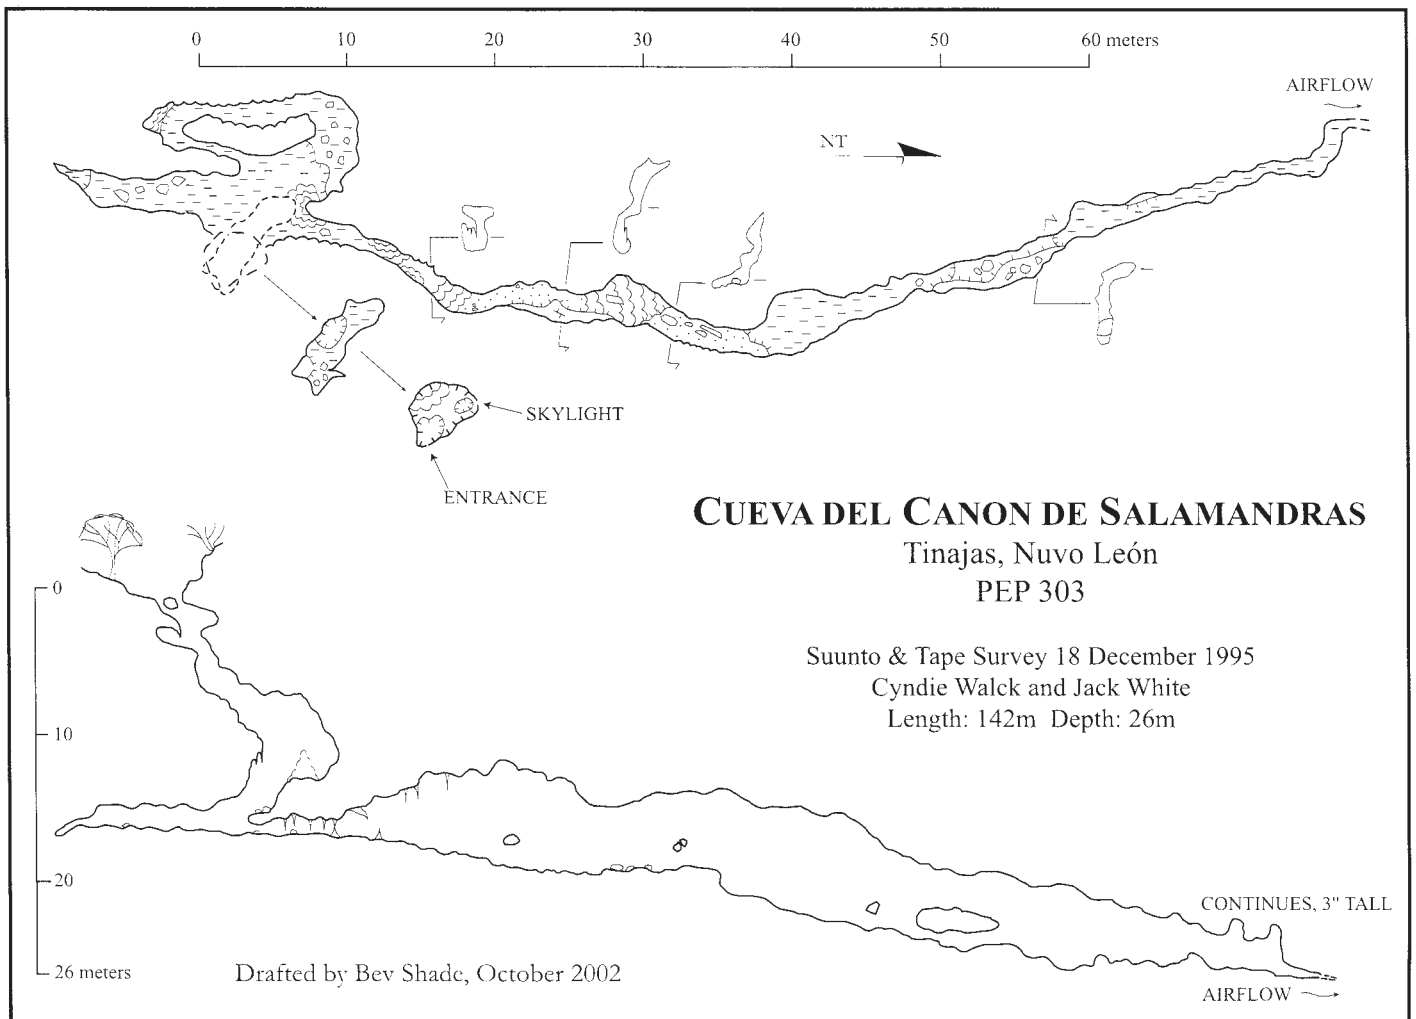 0 10 20 30 40 50 60 meters
AIRFLOW
NT
SKYLIGHT
ENTRANCE
CUEVA DEL CANON DE SALAMANDRAS
Tinajas, Nuvo León
PEP 303
Suunto & Tape Survey 18 December 1995
Cyndie Walck and Jack White
Length: 142m Depth: 26m
0
10
20
26 meters
CONTINUES, 3" TALL
AIRFLOW
Drafted by Bev Shade, October 2002